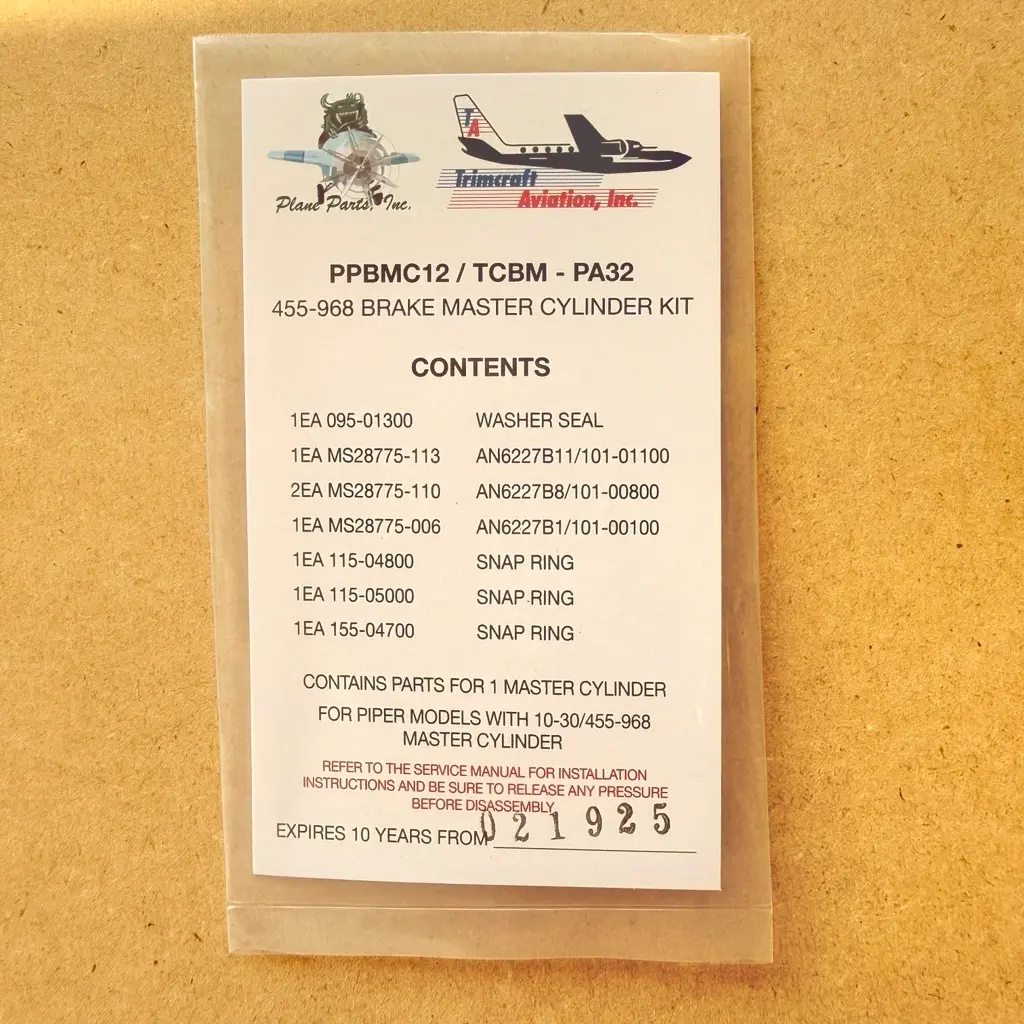 TA
Plane Parts, Inc.
Trimcraft
Aviation, Inc.
PPBMC12 / TCBM - PA32
455-968 BRAKE MASTER CYLINDER KIT
CONTENTS
1EA 095-01300 WASHER SEAL
1EA MS28775-113 AN6227B11/101-01100
2EA MS28775-110 AN6227B8/101-00800
1EA MS28775-006 AN6227B1/101-00100
1EA 115-04800 SNAP RING
1EA 115-05000 SNAP RING
1EA 155-04700 SNAP RING
CONTAINS PARTS FOR 1 MASTER CYLINDER
FOR PIPER MODELS WITH 10-30/455-968
MASTER CYLINDER
REFER TO THE SERVICE MANUAL FOR INSTALLATION
INSTRUCTIONS AND BE SURE TO RELEASE ANY PRESSURE
BEFORE DISASSEMBLY
EXPIRES 10 YEARS FROM 021925